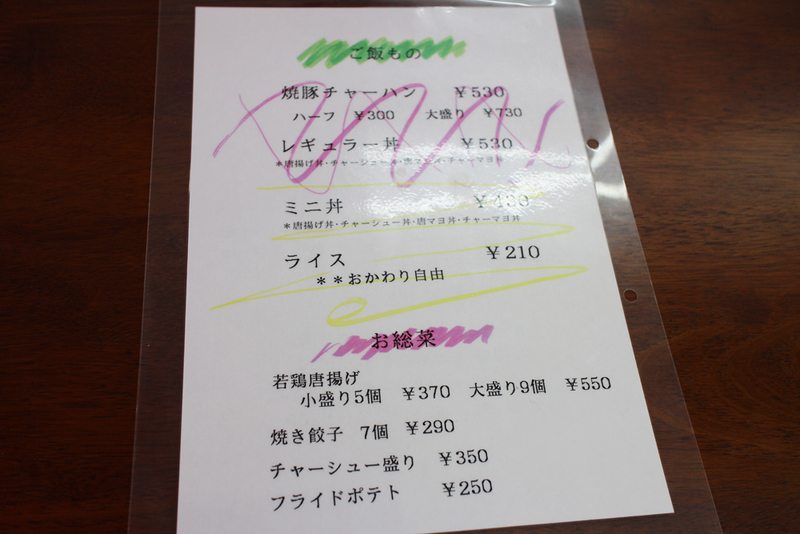 ご飯もの
焼豚チャーハン ￥530
ハーフ ￥300 大盛り ￥730
レギュラー丼 ￥530
＊唐揚げ丼・チャーシュー丼・唐マヨ丼・チャーマヨ丼
ミニ丼
＊唐揚げ丼・チャーシュー丼・唐マヨ丼・チャーマヨ丼
ライス ￥210
＊＊おかわり自由
お総菜
若鶏唐揚げ
小盛り5個 ￥370 大盛り9個 ￥550
焼き餃子 7個 ￥290
チャーシュー盛り ￥350
フライドポテト ￥250